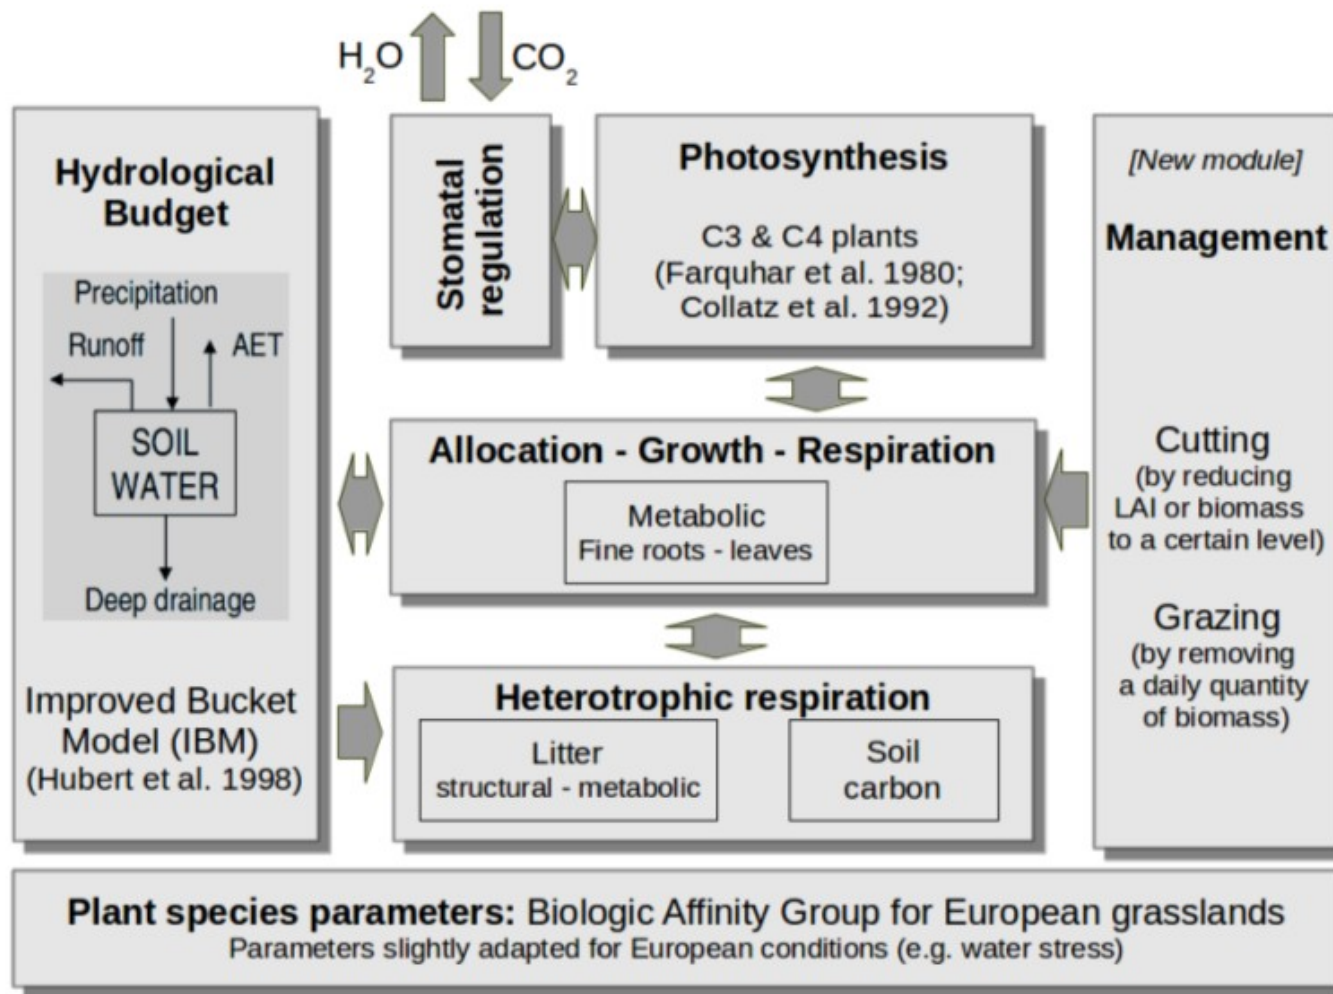 H₂O
CO₂
Hydrological
Budget
Precipitation
Runoff
AET
SOIL
WATER
Deep drainage
Improved Bucket
Model (IBM)
(Hubert et al. 1998)
Stomatal
regulation
Photosynthesis
C3 & C4 plants
(Farquhar et al. 1980;
Collatz et al. 1992)
Allocation - Growth - Respiration
Metabolic
Fine roots - leaves
Heterotrophic respiration
Litter
structural - metabolic
Soil
carbon
[New module]
Management
Cutting
(by reducing
LAI or biomass
to a certain level)
Grazing
(by removing
a daily quantity
of biomass)
Plant species parameters: Biologic Affinity Group for European grasslands
Parameters slightly adapted for European conditions (e.g. water stress)